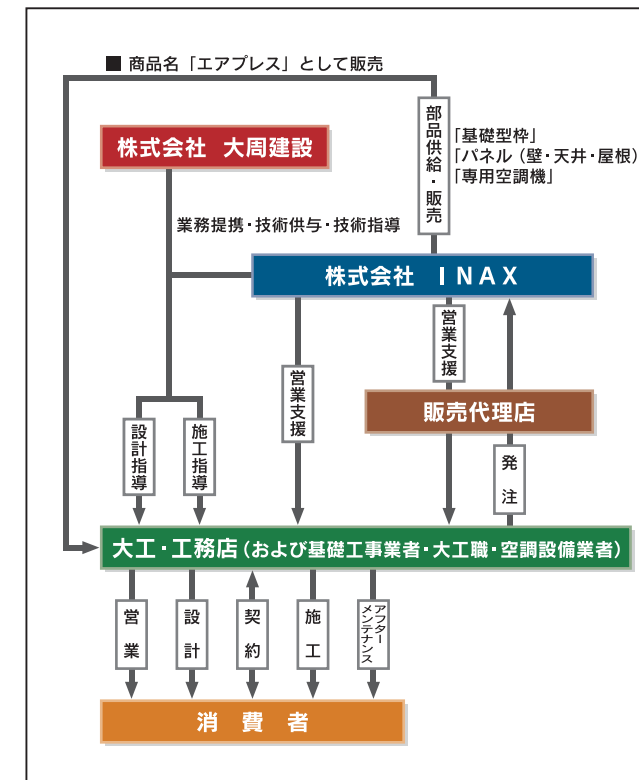 ■ 商品名「エアプレス」として販売
部品供給・販売
「基礎型枠」
「パネル（壁・天井・屋根）
「専用空調機」
株式会社 大周建設
業務提携・技術供与・技術指導
株式会社 INAX
営業支援
営業支援
販売代理店
設計指導
施工指導
発注
大工・工務店（および基礎工事業者・大工職・空調設備業者）
営業
設計
契約
施工
アフター
メンテナンス
消費者